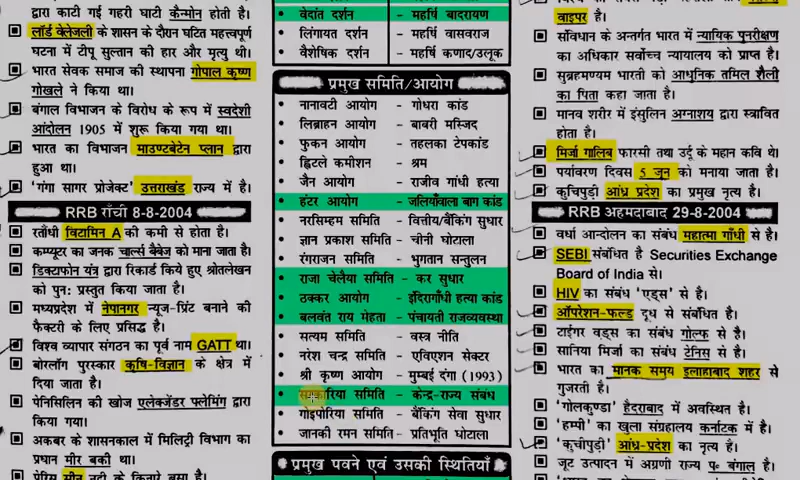 द्वारा काटी गई गहरी घाटी कैन्मोन होती है।
लॉर्ड वेलेजली के शासन के दौरान घटित महत्वपूर्ण
घटना में टीपू सुल्तान की हार और मृत्यु थी।
भारत सेवक समाज की स्थापना गोपाल कृष्ण
गोखले ने किया था।
बंगाल विभाजन के विरोध के रूप में स्वदेशी
आंदोलन 1905 में शुरू किया गया था।
भारत का विभाजन माउण्टबेटेन प्लान द्वारा
हुआ था।
'गंगा सागर प्रोजेक्ट' उत्तराखंड राज्य में है।
RRB राँची 8-8-2004
रतौंधी विटामिन A की कमी से होता है।
कम्प्यूटर का जनक चार्ल्स बैबेज को माना जाता है।
डिक्टाफोन यंत्र द्वारा रिकार्ड किये हुए श्रोतलेखन
को पुनः प्रस्तुत किया जाता है।
मध्यप्रदेश में नेपानगर न्यूज-प्रिंट बनाने की
फैक्टरी के लिए प्रसिद्ध है।
विश्व व्यापार संगठन का पूर्व नाम GATT था।
बोरलॉग पुरस्कार कृषि-विज्ञान के क्षेत्र में
दिया जाता है।
पेनिसिलिन की खोज एलेक्जेंडर फ्लेमिंग द्वारा
किया गया।
अकबर के शासनकाल में मिलिट्री विभाग का
प्रधान मीर बकी था।
पेरिस सीन नदी के किनारे बसा है।
वेदांत दर्शन - महर्षि बादरायण
लिंगायत दर्शन - महर्षि वासवराज
वैशेषिक दर्शन - महर्षि कणाद/उलूक
प्रमुख समिति/आयोग
नानावटी आयोग - गोधरा कांड
लिब्राहन आयोग - बाबरी मस्जिद
फुकन आयोग - तहलका टेपकांड
ह्विटले कमीशन - श्रम
जैन आयोग - राजीव गांधी हत्या
हंटर आयोग - जलियाँवाला बाग कांड
नरसिम्हम समिति - वित्तीय/बैंकिंग सुधार
ज्ञान प्रकाश समिति - चीनी घोटाला
रंगराजन समिति - भुगतान सन्तुलन
राजा चेलैया समिति - कर सुधार
ठक्कर आयोग - इंदिरागाँधी हत्या कांड
बलवंत राय मेहता - पंचायती राजव्यवस्था
सत्यम समिति - वस्त्र नीति
नरेश चन्द्र समिति - एविएशन सेक्टर
श्री कृष्ण आयोग - मुम्बई दंगा (1993)
सरकारिया समिति - केन्द्र-राज्य संबंध
गोइपोरिया समिति - बैंकिंग सेवा सुधार
जानकी रमन समिति - प्रतिभूति घोटाला
प्रमुख पवने एवं उसकी स्थितियाँ
वाइपर है।
संविधान के अन्तर्गत भारत में न्यायिक पुनरीक्षण
का अधिकार सर्वोच्च न्यायालय को प्राप्त है।
सुब्रहमण्यम भारती को आधुनिक तमिल शैली
का पिता कहा जाता है।
मानव शरीर में इंसुलिन अग्नाशय द्वारा स्त्रावित
होता है।
मिर्जा गालिब फारसी तथा उर्दू के महान कवि थे।
पर्यावरण दिवस 5 जून को मनाया जाता है।
कुचिपुड़ी आंध्र प्रदेश का प्रमुख नृत्य है।
RRB अहमदाबाद 29-8-2004
वर्धा आन्दोलन का संबंध महात्मा गाँधी से है।
SEBI संबंधित है Securities Exchange
Board of India से।
HIV का संबंध 'एड्स' से है।
ऑपरेशन-फ्लड दूध से संबंधित है।
टाईगर वुड्स का संबंध गोल्फ से है।
सानिया मिर्जा का संबंध टेनिस से है।
भारत का मानक समय इलाहाबाद शहर से
गुजरती है।
'गोलकुण्डा' हैदराबाद में अवस्थित है।
'हम्पी' का खुला संग्रहालय कर्नाटक में है।
'कुचीपुड़ी' आंध्र-प्रदेश का नृत्य है।
जूट उत्पादन में अग्रणी राज्य प० बंगाल है।